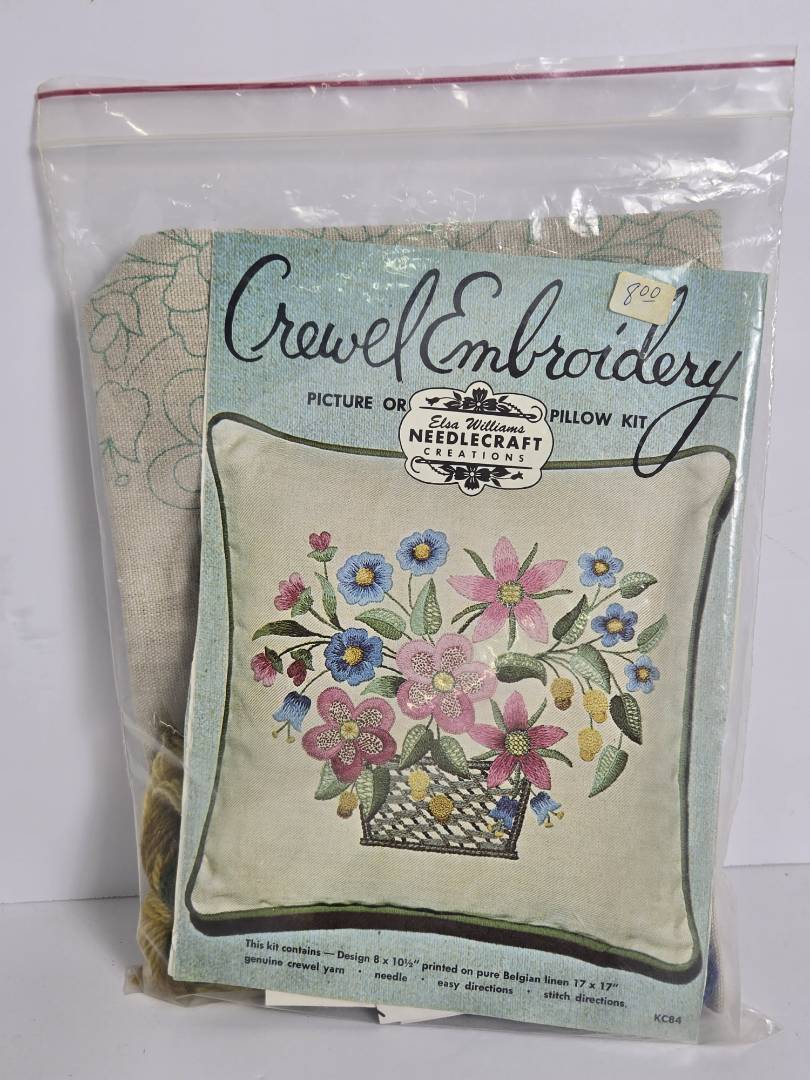 8.00
Crewel Embroidery
PICTURE OR PILLOW KIT
Elsa Williams
NEEDLECRAFT
CREATIONS
This kit contains — Design 8 x 10½" printed on pure Belgian linen 17 x 17"
genuine crewel yarn · needle · easy directions · stitch directions.
KC84